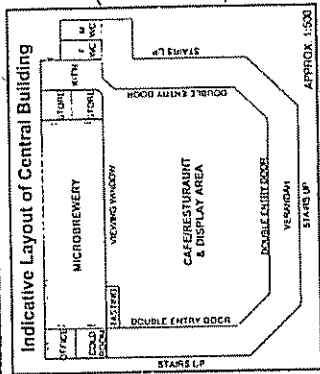 Indicative Layout of Central Building
F M
WC WC
KITH
STORE STORE
OFFICE
COLD
ROOM
MICROBREWERY
VIEWING WINDOW
TASTING
CAFE/RESTURAUNT
& DISPLAY AREA
DOUBLE ENTRY DOOR
DOUBLE ENTRY DOOR
DOUBLE ENTRY DOOR
VERANDAH
STAIRS UP
STAIRS UP
STAIRS UP
APPROX 1:500